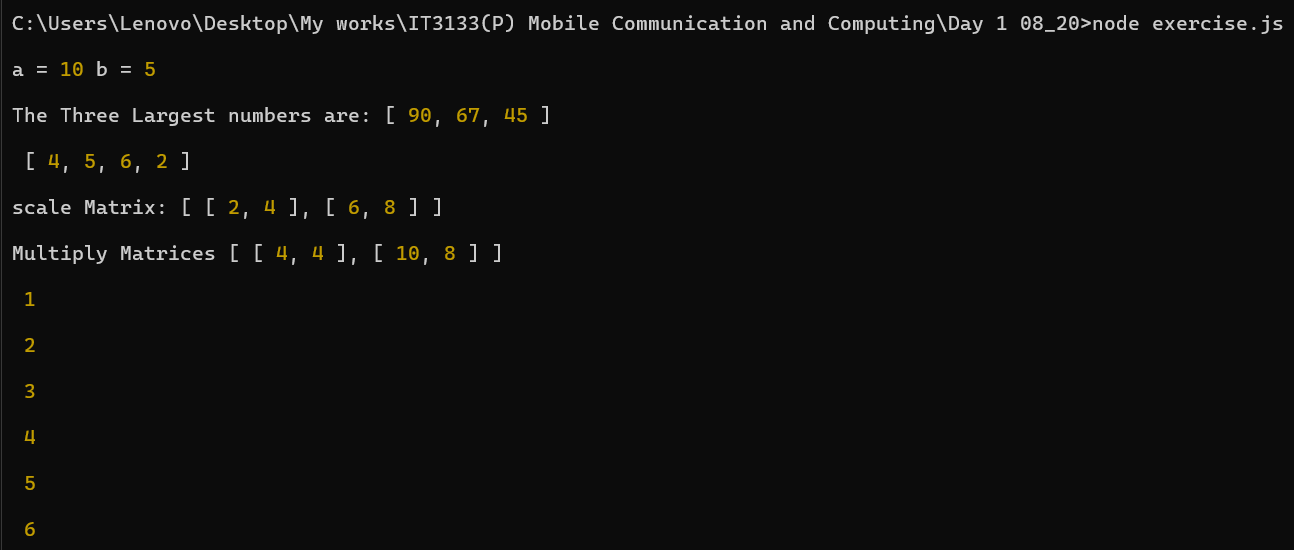 C:\Users\Lenovo\Desktop\My works\IT3133(P) Mobile Communication and Computing\Day 1 08_20>node exercise.js
a = 10 b = 5
The Three Largest numbers are: [ 90, 67, 45 ]
[ 4, 5, 6, 2 ]
scale Matrix: [ [ 2, 4 ], [ 6, 8 ] ]
Multiply Matrices [ [ 4, 4 ], [ 10, 8 ] ]
1
2
3
4
5
6